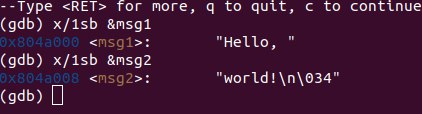 --Type <RET> for more, q to quit, c to continue
(gdb) x/1sb &msg1
0x804a000 <msg1>: "Hello, "
(gdb) x/1sb &msg2
0x804a008 <msg2>: "world!\n\034"
(gdb)